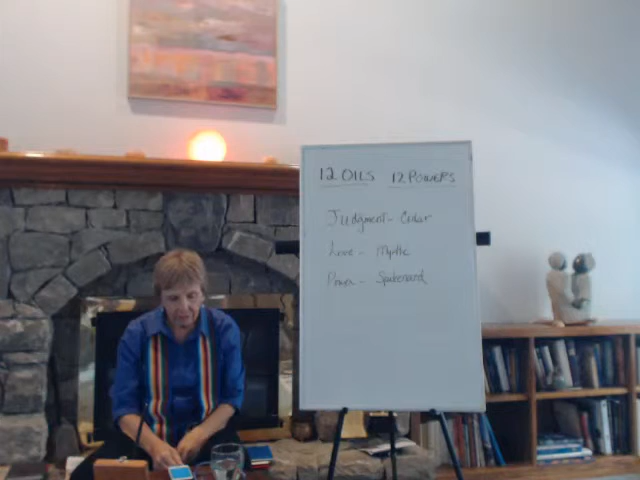 12 OILS 12 POWERS
Judgment - Cedar
Love - Myrtle
Power - Spikenard